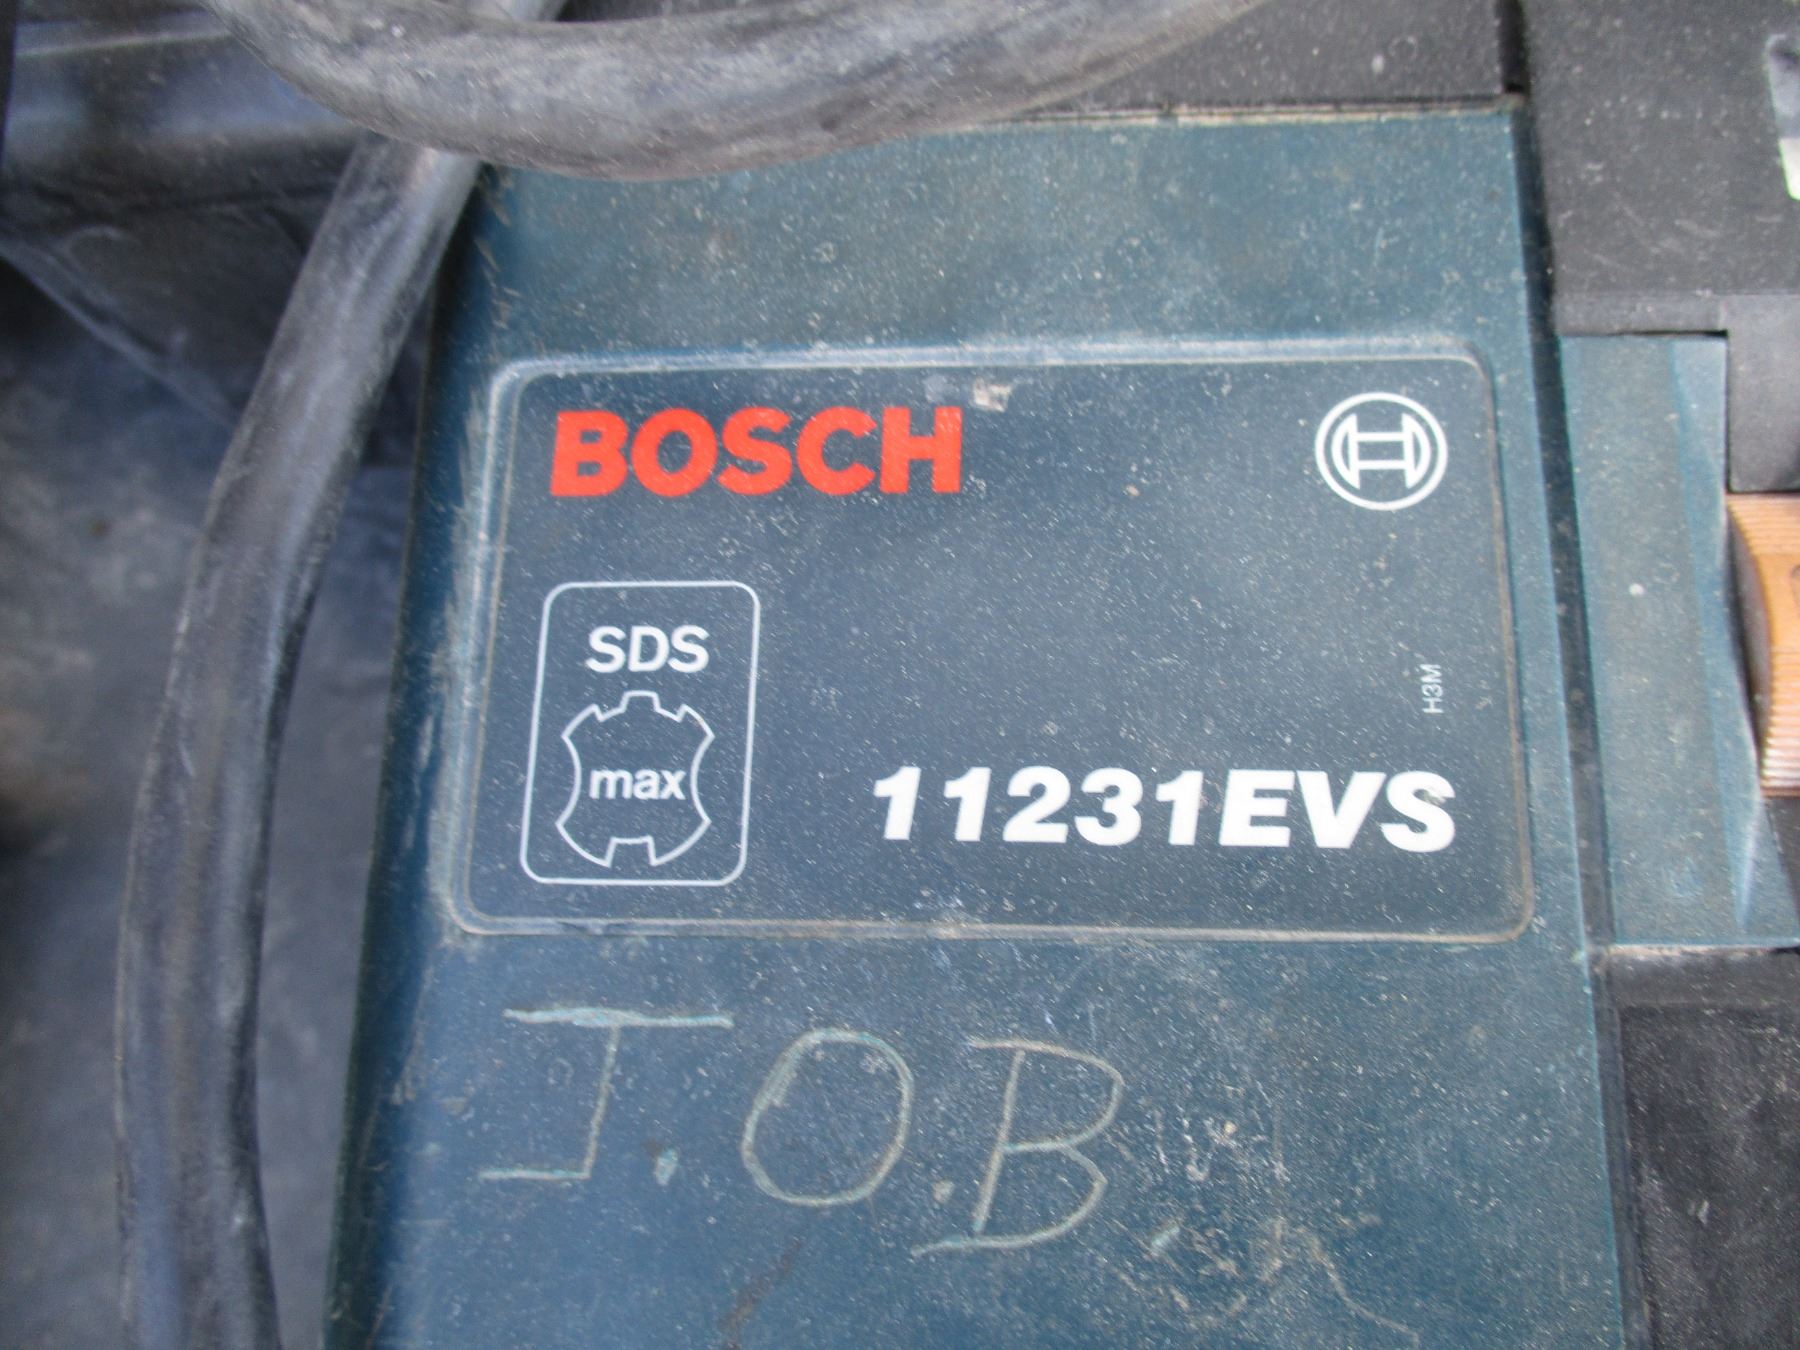 BOSCH
SDS
max
H3M
11231EVS
J.O.B.